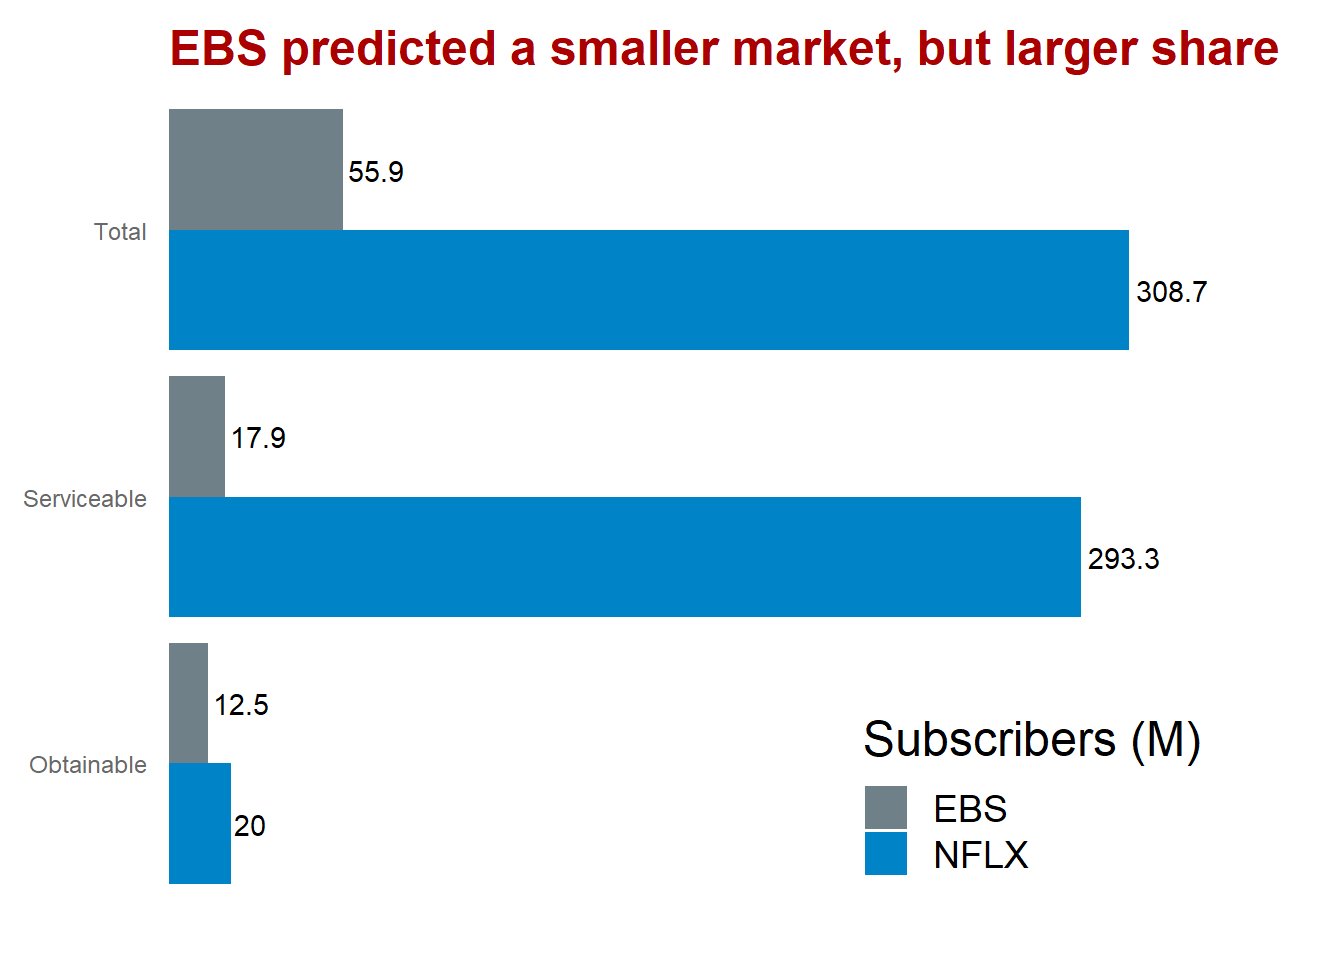 EBS predicted a smaller market, but larger share
55.9
Total
308.7
17.9
Serviceable
293.3
12.5
Obtainable
20
Subscribers (M)
EBS
NFLX